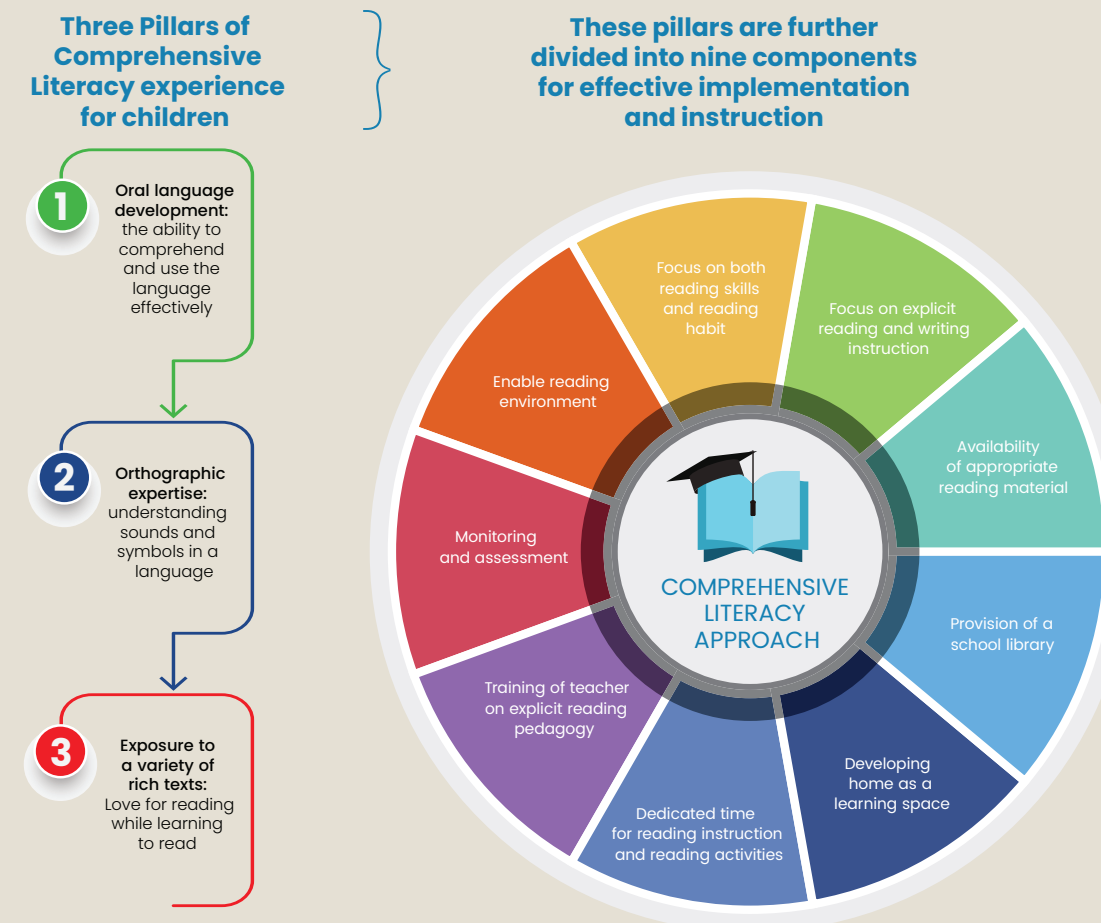 Three Pillars of
Comprehensive
Literacy experience
for children
These pillars are further
divided into nine components
for effective implementation
and instruction
1
Oral language
development:
the ability to
comprehend
and use the
language
effectively
2
Orthographic
expertise:
understanding
sounds and
symbols in a
language
3
Exposure to
a variety of
rich texts:
Love for reading
while learning
to read
Focus on both
reading skills
and reading
habit
Focus on explicit
reading and writing
instruction
Availability
of appropriate
reading material
Provision of a
school library
Developing
home as a
learning space
Dedicated time
for reading instruction
and reading activities
Training of teacher
on explicit reading
pedagogy
Monitoring
and assessment
Enable reading
environment
COMPREHENSIVE
LITERACY
APPROACH